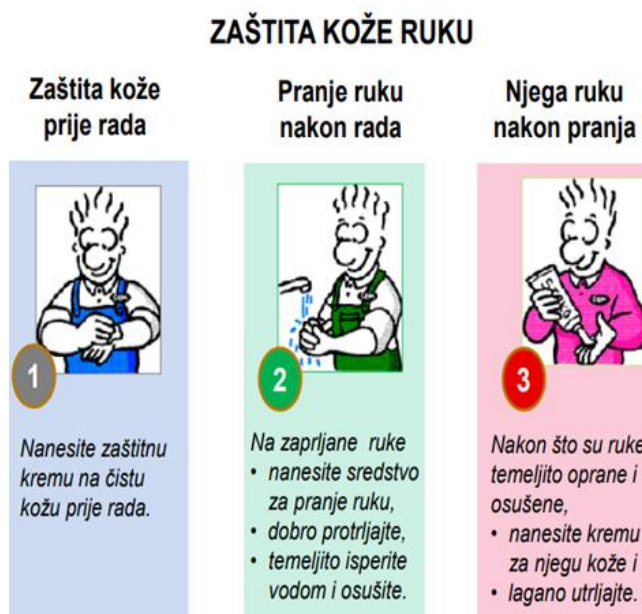 ZAŠTITA KOŽE RUKU
Zaštita kože
prije rada
1
Nanesite zaštitnu
kremu na čistu
kožu prije rada.
Pranje ruku
nakon rada
2
Na zaprljane ruke
• nanesite sredstvo
za pranje ruku,
• dobro protrljajte,
• temeljito isperite
vodom i osušite.
Njega ruku
nakon pranja
3
Nakon što su ruke
temeljito oprane i
osušene,
• nanesite kremu
za njegu kože i
• lagano utrljajte.